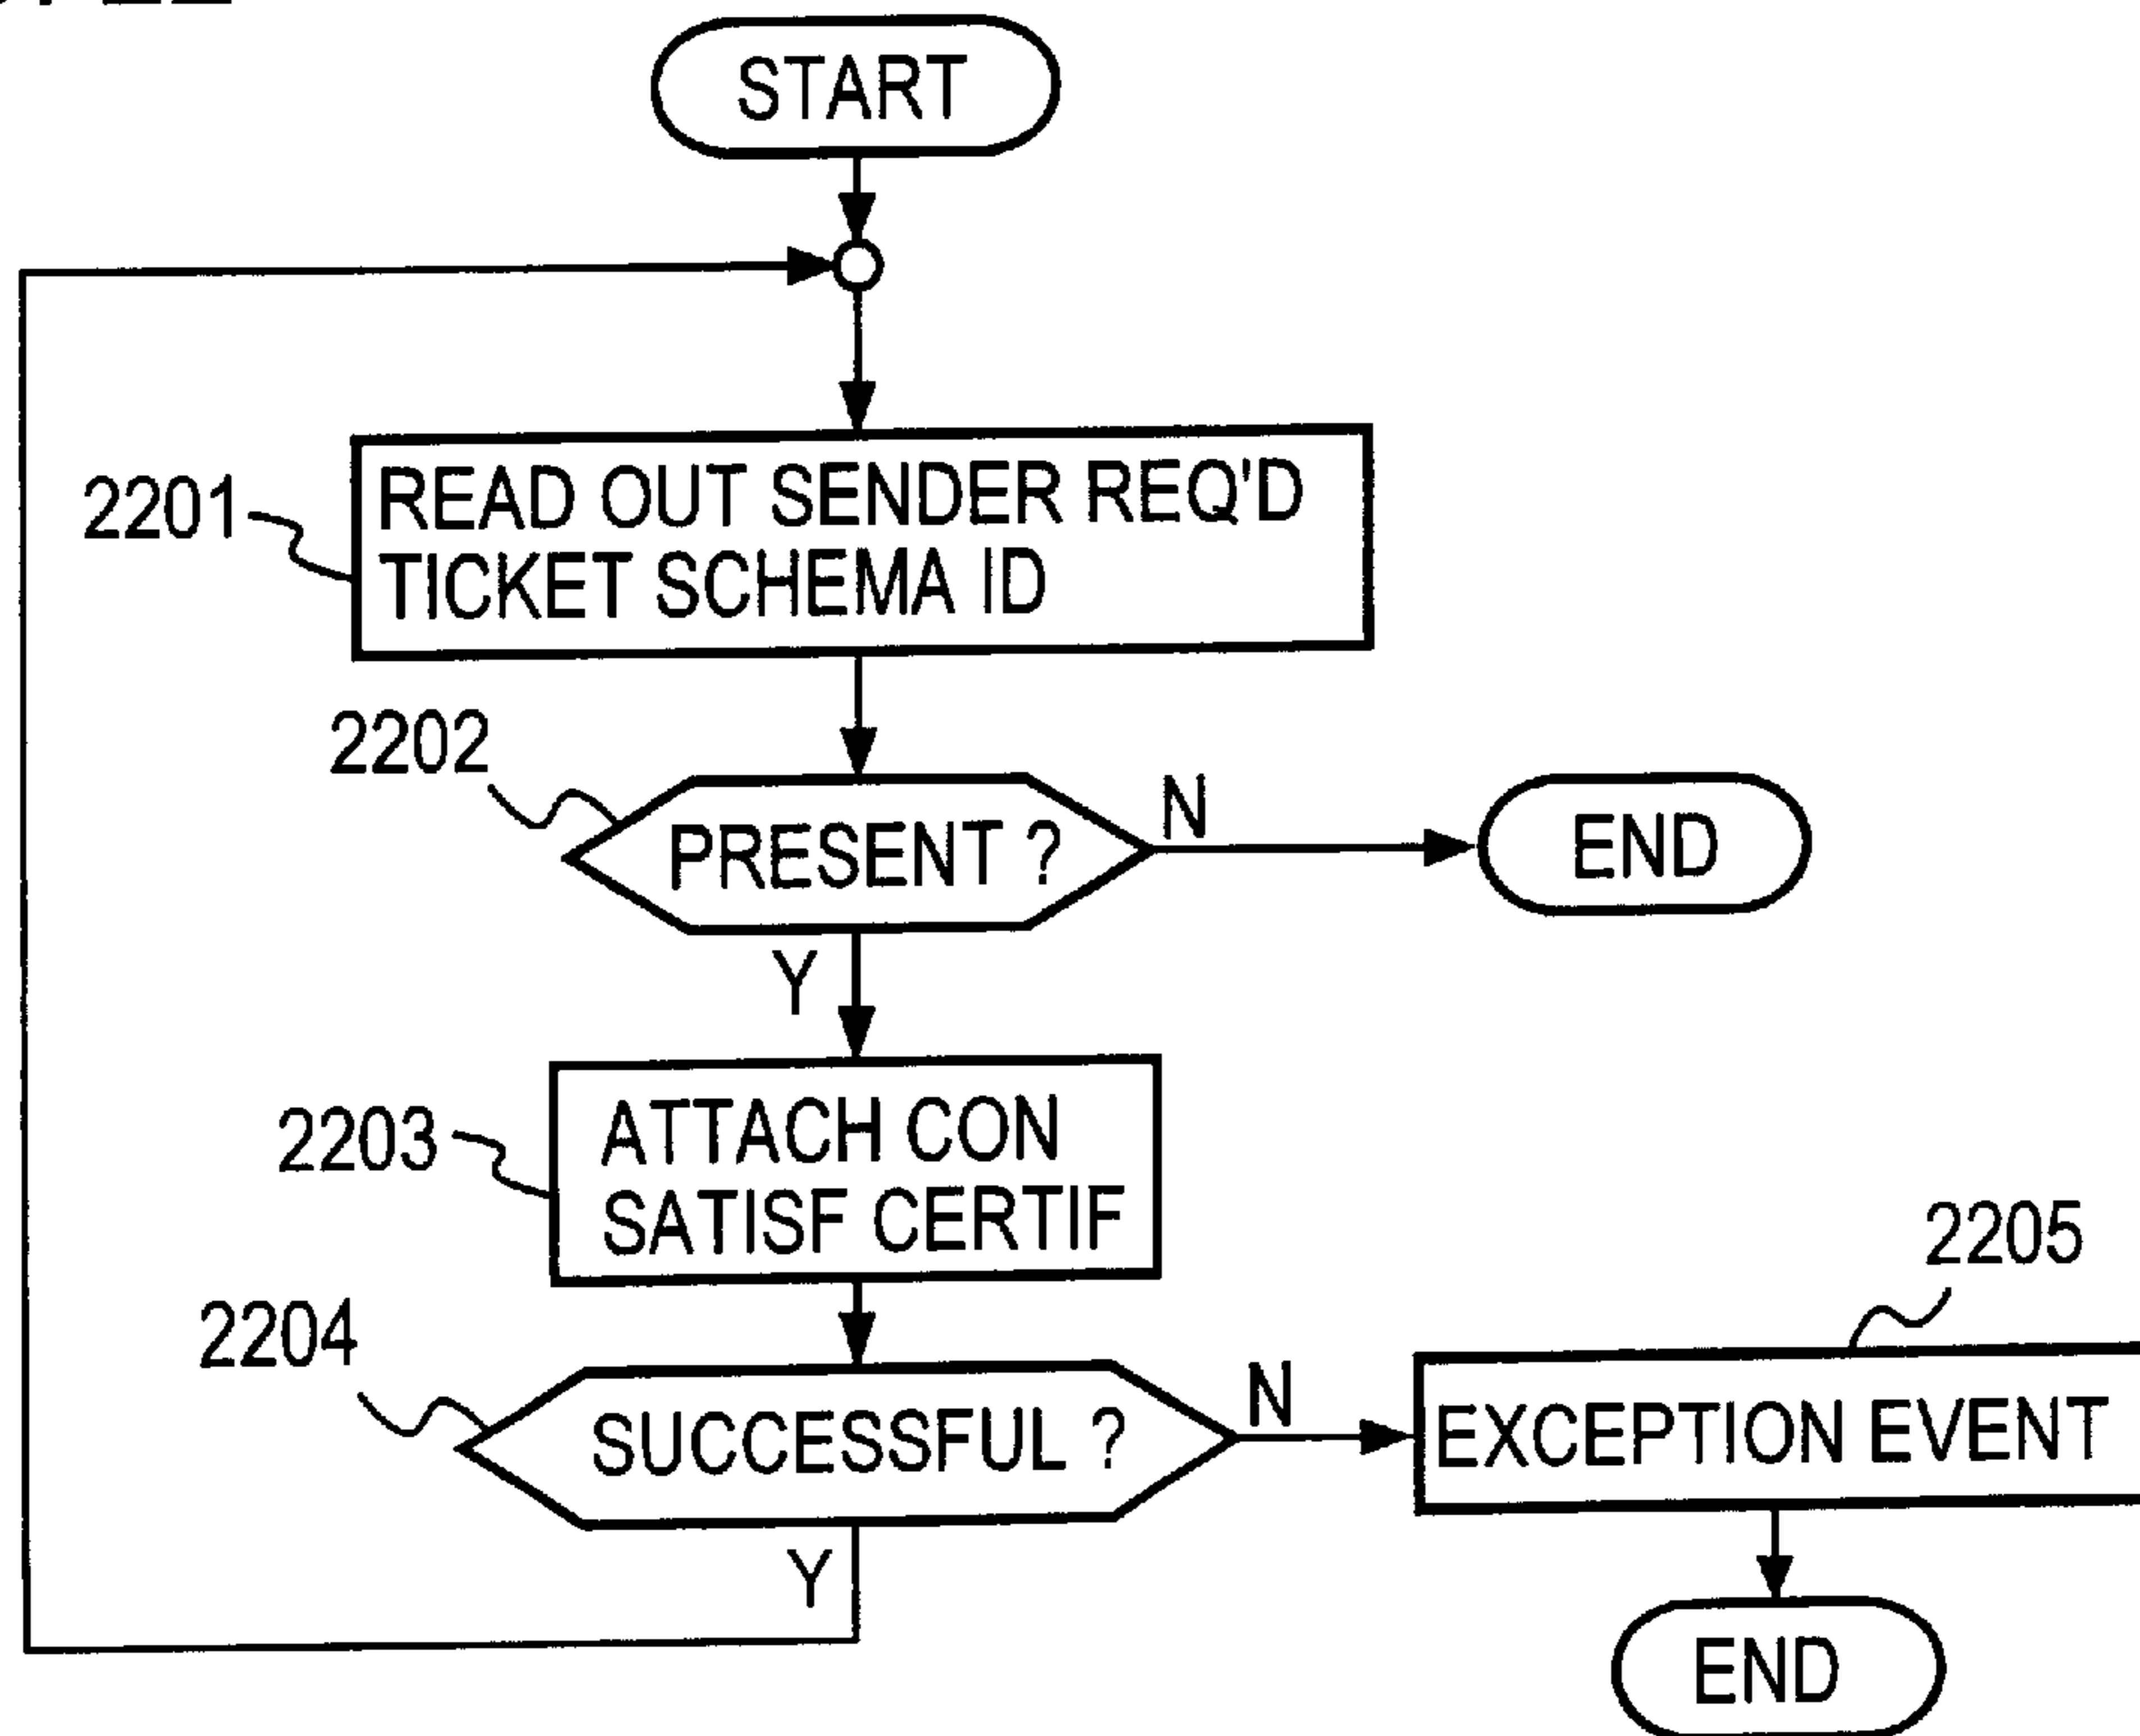 START
2201
READ OUT SENDER REQ'D
TICKET SCHEMA ID
2202
PRESENT ?
N
END
Y
2203
ATTACH CON
SATISF CERTIF
2204
SUCCESSFUL ?
N
2205
EXCEPTION EVENT
Y
END